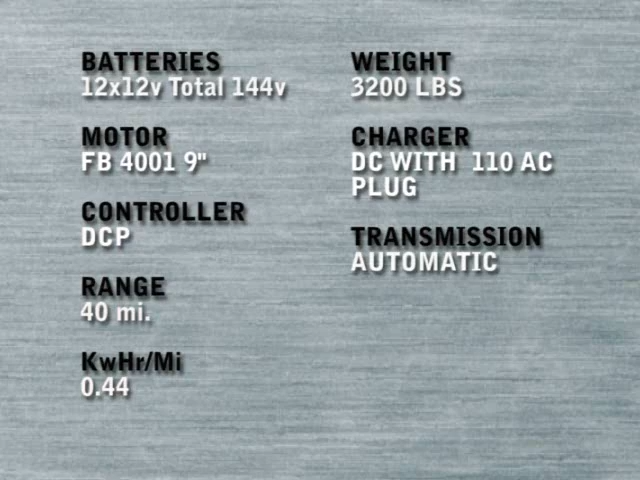 BATTERIES
12x12v Total 144v
MOTOR
FB 4001 9"
CONTROLLER
DCP
RANGE
40 mi.
KwHr/Mi
0.44
WEIGHT
3200 LBS
CHARGER
DC WITH 110 AC
PLUG
TRANSMISSION
AUTOMATIC